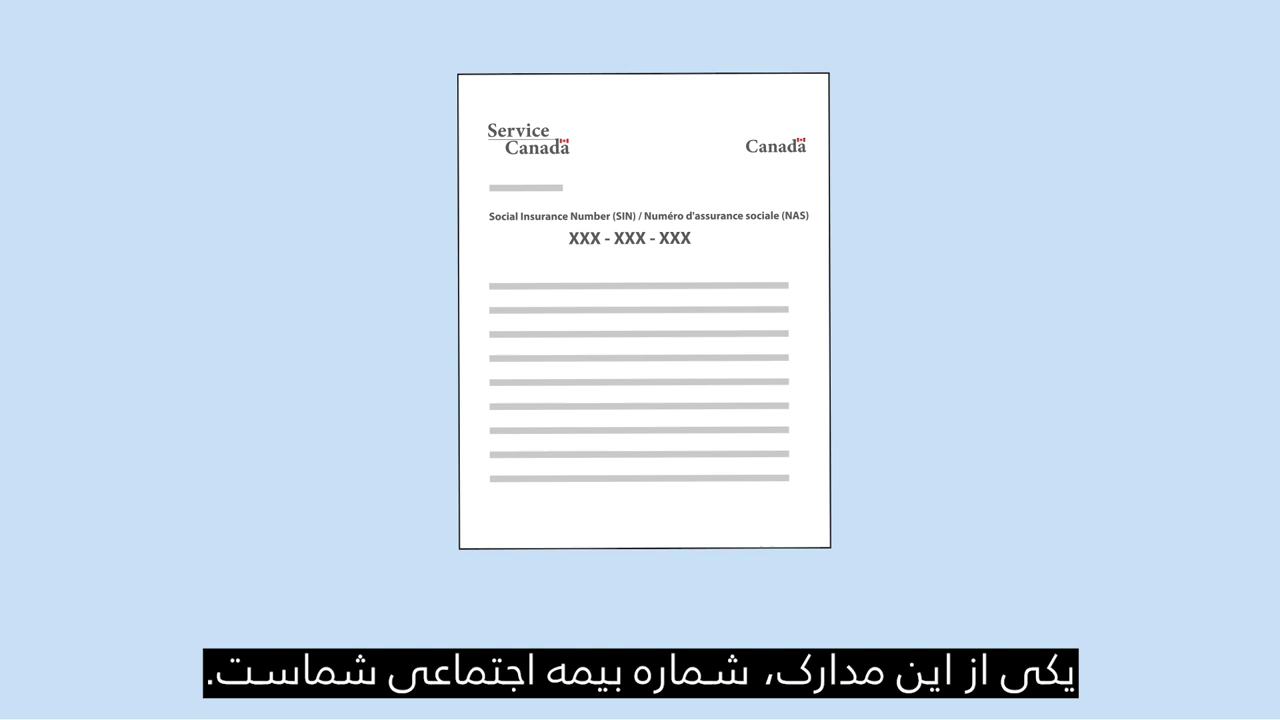 Service
Canada
Canada
Social Insurance Number (SIN) / Numéro d'assurance sociale (NAS)
XXX - XXX - XXX
یکی از این مدارک، شماره بیمه اجتماعی شماست.